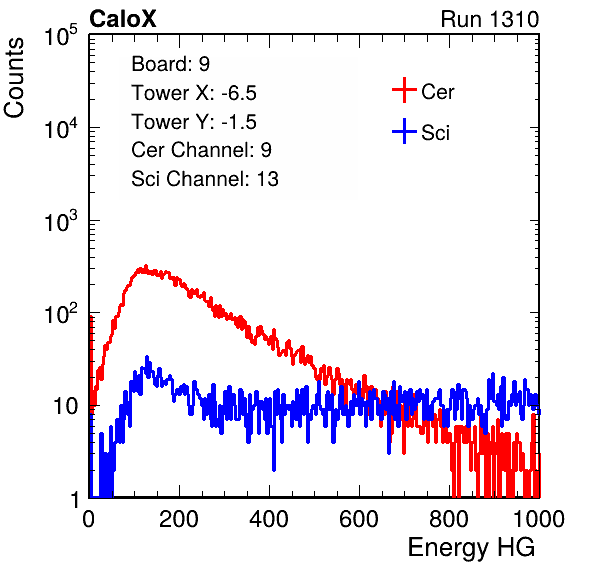 CaloX Run 1310
Counts
10^5
10^4
10^3
10^2
10
1
Board: 9
Tower X: -6.5
Tower Y: -1.5
Cer Channel: 9
Sci Channel: 13
Cer
Sci
0 200 400 600 800 1000
Energy HG